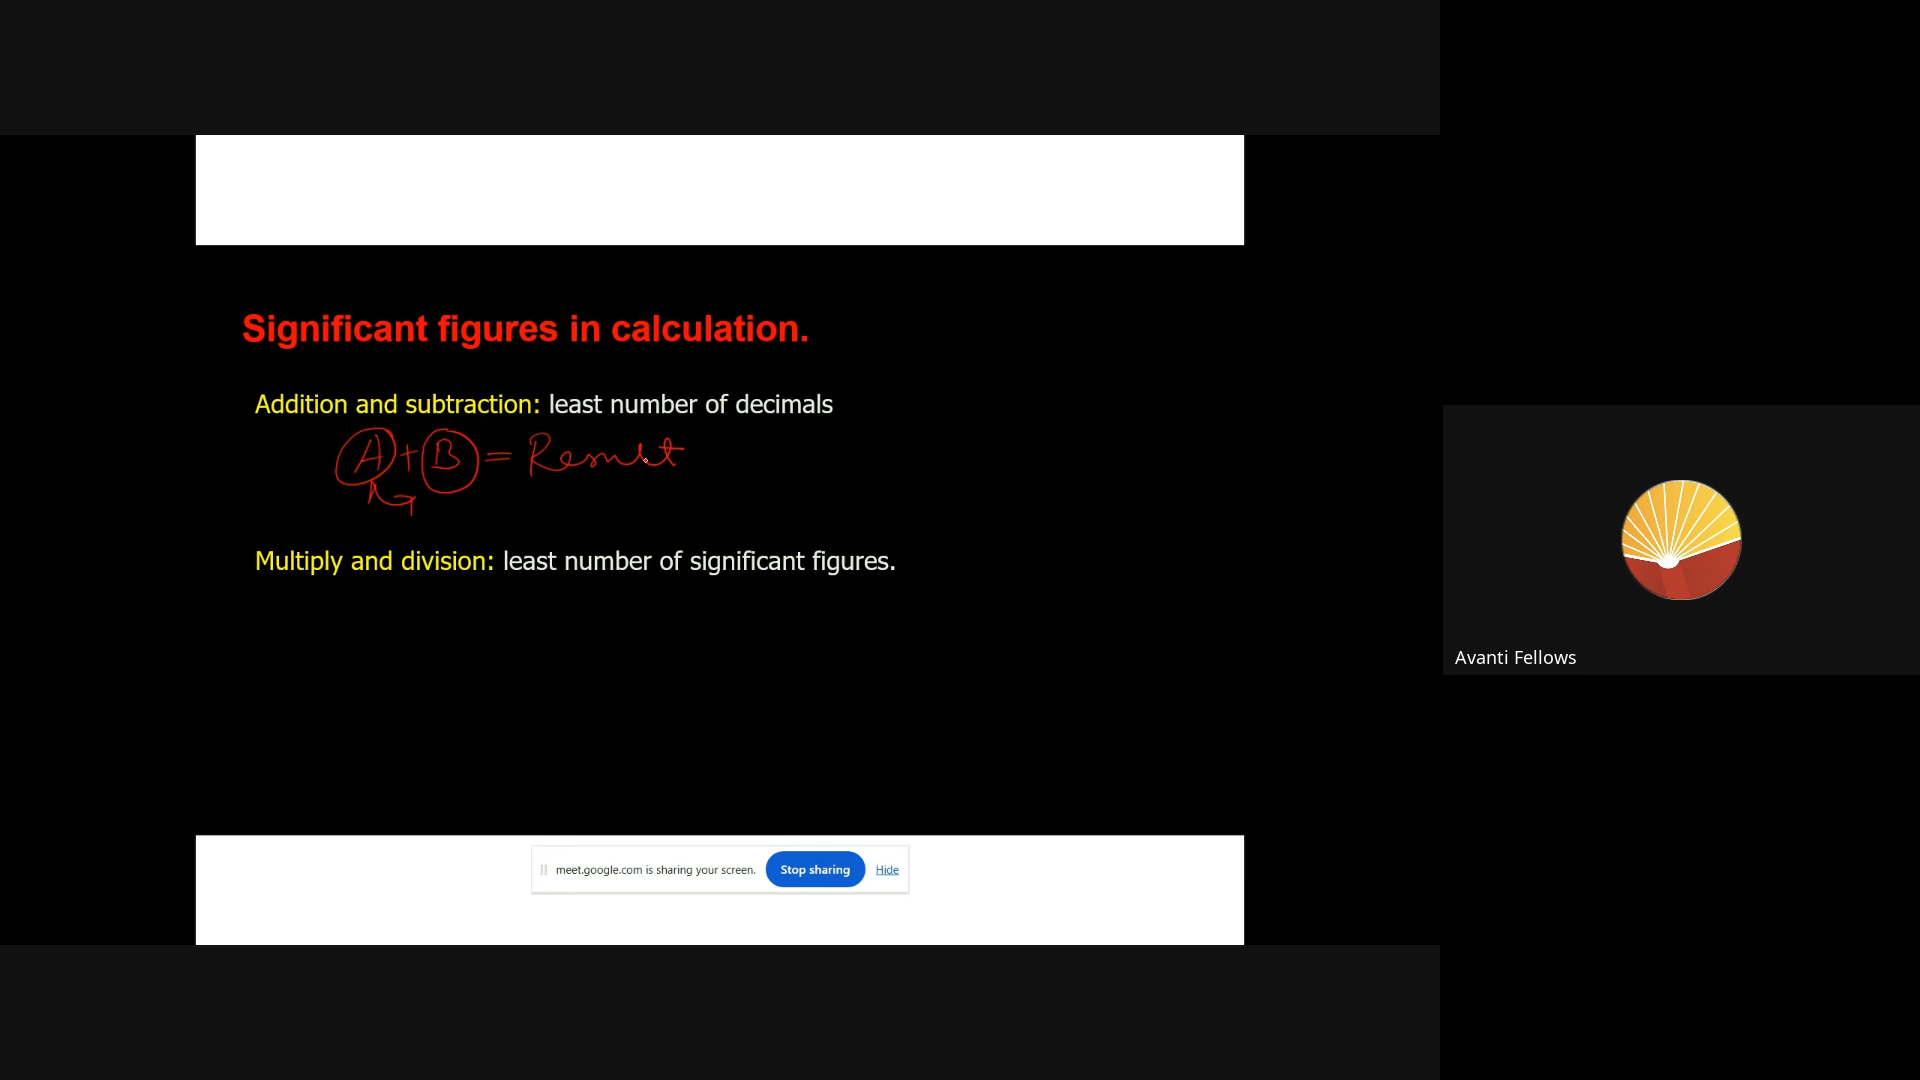 Significant figures in calculation.
Addition and subtraction: least number of decimals
A + B = Result
Multiply and division: least number of significant figures.
Avanti Fellows
meet.google.com is sharing your screen. Stop sharing Hide